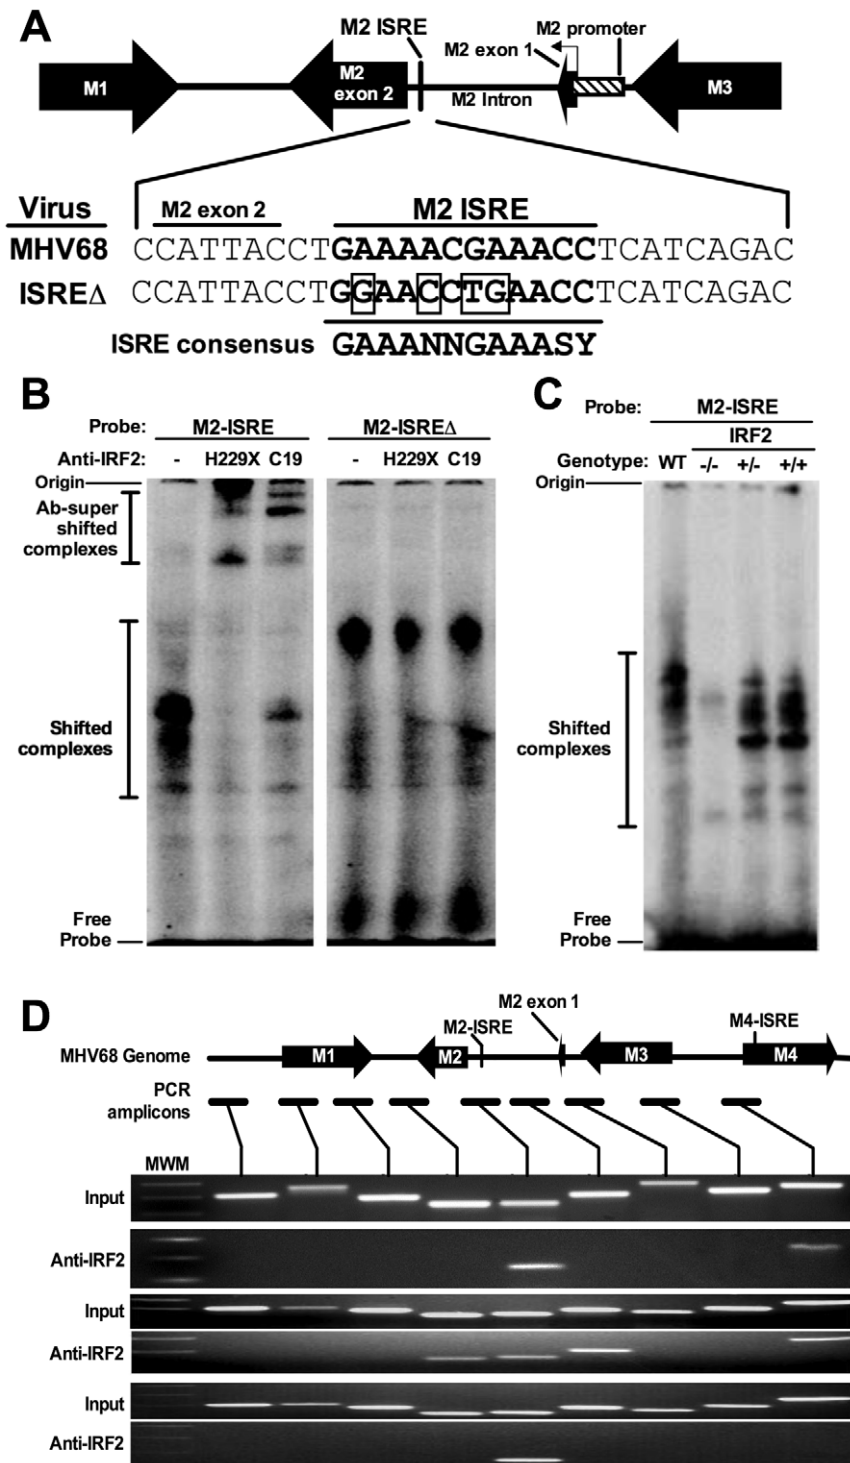 A
M2 ISRE
M2 promoter
M2 exon 1
M1
M2
exon 2
M2 Intron
M3
Virus
M2 exon 2
M2 ISRE
MHV68 CCATTACCTGAAAACGAAACCTCATCAGAC
ISREΔ CCATTACCTGGAACCTGAACCTCATCAGAC
ISRE consensus GAAANNGAAASY
B
Probe: M2-ISRE M2-ISREΔ
Anti-IRF2: - H229X C19 - H229X C19
Origin
Ab-super
shifted
complexes
Shifted
complexes
Free
Probe
C
Probe: M2-ISRE
IRF2
Genotype: WT -/- +/- +/+
Origin
Shifted
complexes
Free
Probe
D
M2 exon 1
M2-ISRE
M4-ISRE
MHV68 Genome M1 M2 M3 M4
PCR
amplicons
MWM
Input
Anti-IRF2
Input
Anti-IRF2
Input
Anti-IRF2